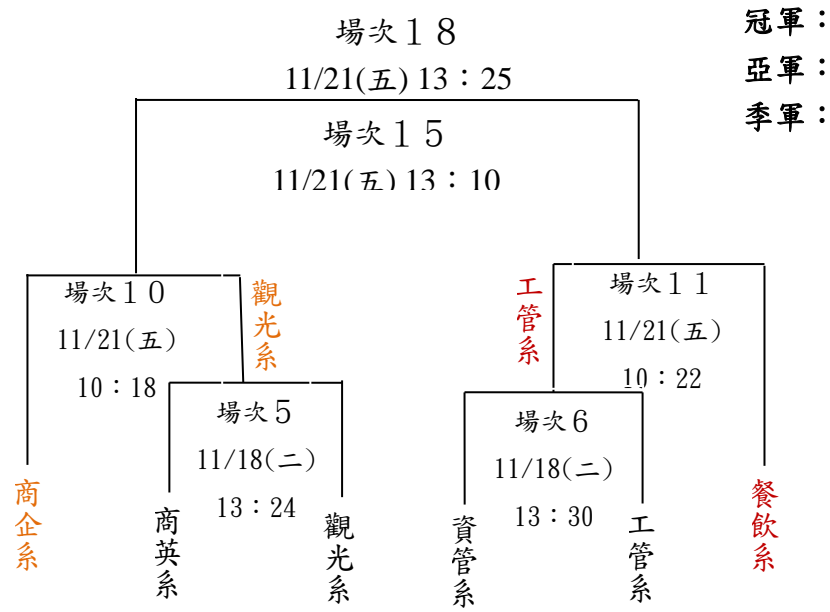 場次１８
11/21(五) 13：25
冠軍：
亞軍：
季軍：
場次１５
11/21(五) 13：10
場次１０
11/21(五)
10：18
觀光系
工管系
場次１１
11/21(五)
10：22
場次５
11/18(二)
13：24
場次６
11/18(二)
13：30
商企系
商英系
觀光系
資管系
工管系
餐飲系